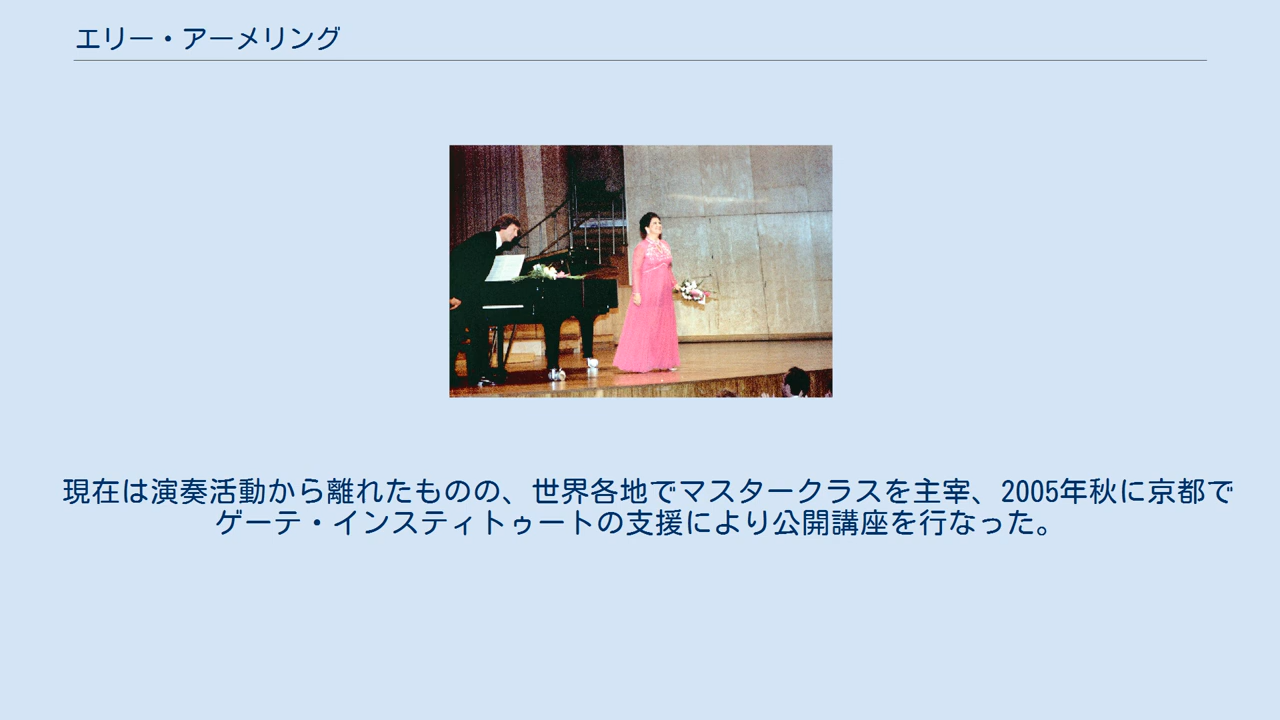 エリー・アーメリング
現在は演奏活動から離れたものの、世界各地でマスタークラスを主宰、2005年秋に京都で
ゲーテ・インスティトゥートの支援により公開講座を行なった。